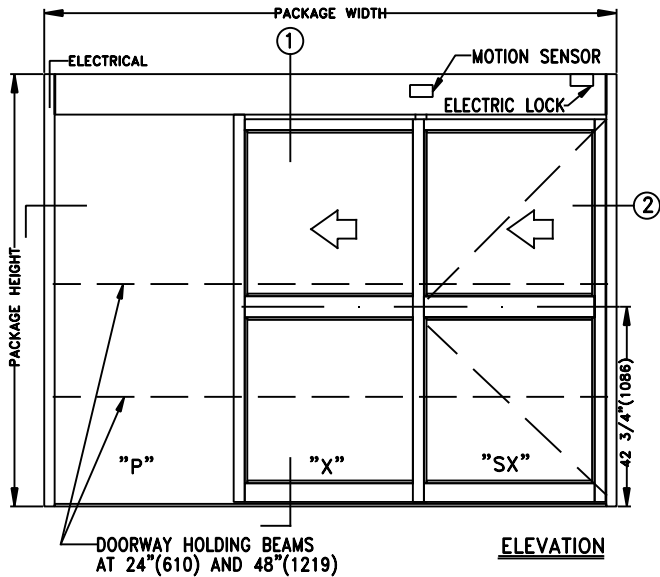 PACKAGE WIDTH
1
ELECTRICAL
MOTION SENSOR
ELECTRIC LOCK
2
PACKAGE HEIGHT
42 3/4"(1086)
"P"
"X"
"SX"
DOORWAY HOLDING BEAMS
AT 24"(610) AND 48"(1219)
ELEVATION